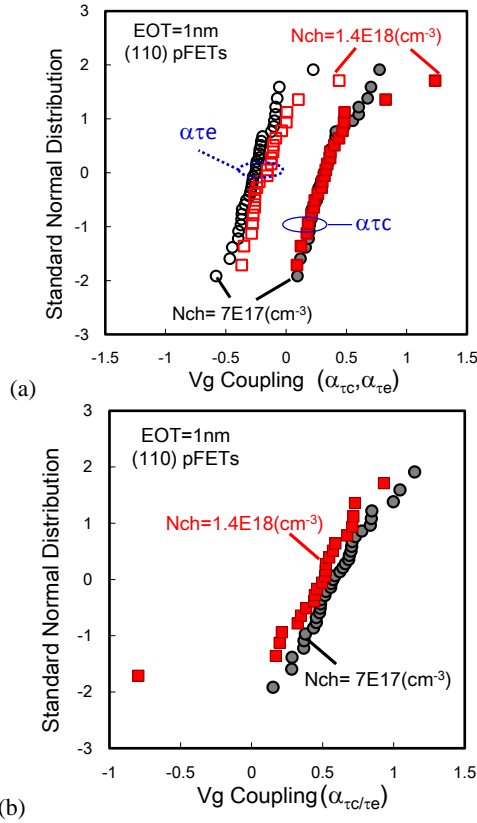 3
2
1
0
-1
-2
-3
Standard Normal Distribution
EOT=1nm
(110) pFETs
Nch=1.4E18(cm-3)
ατe
ατc
Nch= 7E17(cm-3)
-1.5 -1 -0.5 0 0.5 1 1.5
Vg Coupling (ατc,ατe)
(a)
3
2
1
0
-1
-2
-3
Standard Normal Distribution
EOT=1nm
(110) pFETs
Nch=1.4E18(cm-3)
Nch= 7E17(cm-3)
-1 -0.5 0 0.5 1 1.5
Vg Coupling(ατc/τe)
(b)